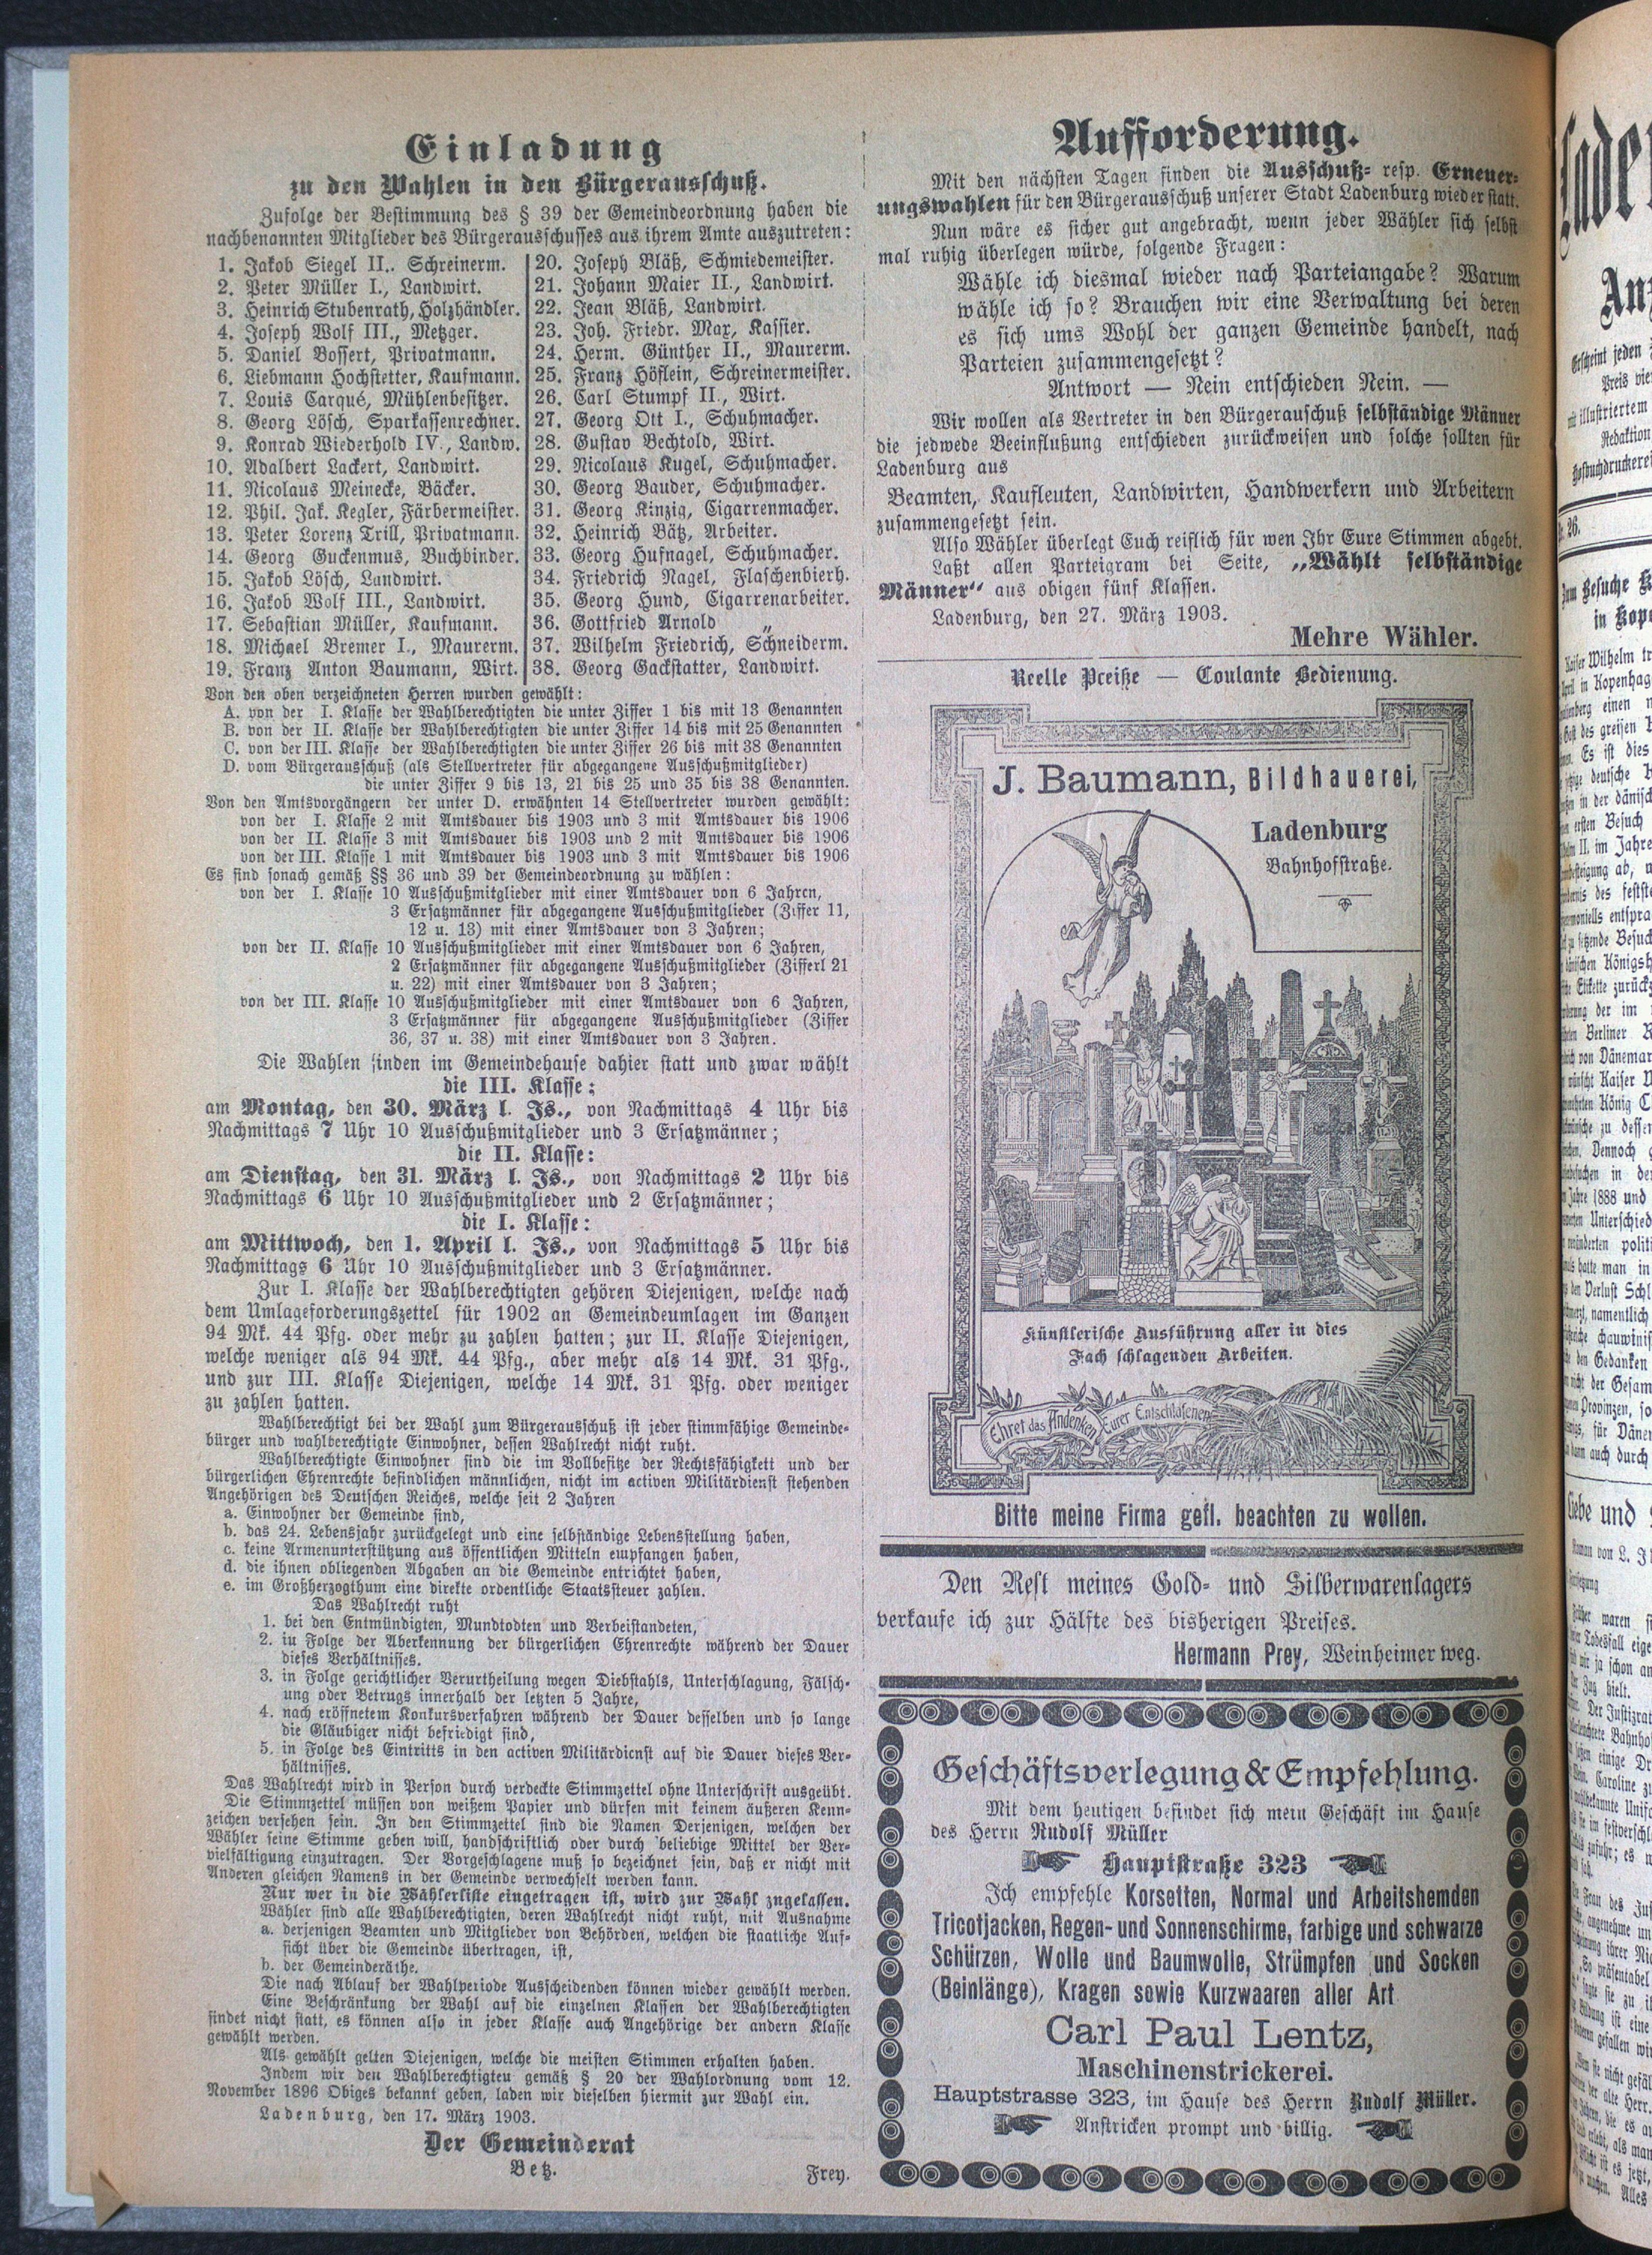 Einladung
zu den Wahlen in den Bürgerausschuß.
Zufolge der Bestimmung des § 39 der Gemeindeordnung haben die
nachbenannten Mitglieder des Bürgerausschusses aus ihrem Amte auszutreten:
1. Jakob Siegel II., Schreinerm.
2. Peter Müller I., Landwirt.
3. Heinrich Stubenrath, Holzhändler.
4. Joseph Wolf III., Metzger.
5. Daniel Bossert, Privatmann.
6. Liebmann Hochstetter, Kaufmann.
7. Louis Carqué, Mühlenbesitzer.
8. Georg Lösch, Sparkassenrechner.
9. Konrad Wiederhold IV., Landw.
10. Adalbert Lackert, Landwirt.
11. Nicolaus Meinecke, Bäcker.
12. Phil. Jak. Kegler, Färbermeister.
13. Peter Lorenz Trill, Privatmann.
14. Georg Guckenmus, Buchbinder.
15. Jakob Lösch, Landwirt.
16. Jakob Wolf III., Landwirt.
17. Sebastian Müller, Kaufmann.
18. Michael Bremer I., Maurerm.
19. Franz Anton Baumann, Wirt.
20. Joseph Bläß, Schmiedemeister.
21. Johann Maier II., Landwirt.
22. Jean Bläß, Landwirt.
23. Joh. Friedr. Max, Kassier.
24. Herm. Günther II., Maurerm.
25. Franz Höflein, Schreinermeister.
26. Carl Stumpf II., Wirt.
27. Georg Ott I., Schuhmacher.
28. Gustav Bechtold, Wirt.
29. Nicolaus Kugel, Schuhmacher.
30. Georg Bauder, Schuhmacher.
31. Georg Kinzig, Cigarrenmacher.
32. Heinrich Bätz, Arbeiter.
33. Georg Hufnagel, Schuhmacher.
34. Friedrich Nagel, Flaschenbierh.
35. Georg Hund, Cigarrenarbeiter.
36. Gottfried Arnold „
37. Wilhelm Friedrich, Schneiderm.
38. Georg Gackstatter, Landwirt.
Von den oben verzeichneten Herren wurden gewählt:
A. von der I. Klasse der Wahlberechtigten die unter Ziffer 1 bis mit 13 Genannten
B. von der II. Klasse der Wahlberechtigten die unter Ziffer 14 bis mit 25 Genannten
C. von der III. Klasse der Wahlberechtigten die unter Ziffer 26 bis mit 38 Genannten
D. vom Bürgerausschuß (als Stellvertreter für abgegangene Ausschußmitglieder)
die unter Ziffer 9 bis 13, 21 bis 25 und 35 bis 38 Genannten.
Von den Amtsvorgängern der unter D. erwähnten 14 Stellvertreter wurden gewählt:
von der I. Klasse 2 mit Amtsdauer bis 1903 und 3 mit Amtsdauer bis 1906
von der II. Klasse 3 mit Amtsdauer bis 1903 und 2 mit Amtsdauer bis 1906
von der III. Klasse 1 mit Amtsdauer bis 1903 und 3 mit Amtsdauer bis 1906
Es sind sonach gemäß §§ 36 und 39 der Gemeindeordnung zu wählen:
von der I. Klasse 10 Ausschußmitglieder mit einer Amtsdauer von 6 Jahren,
3 Ersatzmänner für abgegangene Ausschußmitglieder (Ziffer 11,
12 u. 13) mit einer Amtsdauer von 3 Jahren;
von der II. Klasse 10 Ausschußmitglieder mit einer Amtsdauer von 6 Jahren,
2 Ersatzmänner für abgegangene Ausschußmitglieder (Zifferl 21
u. 22) mit einer Amtsdauer von 3 Jahren;
von der III. Klasse 10 Ausschußmitglieder mit einer Amtsdauer von 6 Jahren,
3 Ersatzmänner für abgegangene Ausschußmitglieder (Ziffer
36, 37 u. 38) mit einer Amtsdauer von 3 Jahren.
Die Wahlen finden im Gemeindehause dahier statt und zwar wählt
die III. Klasse:
am Montag, den 30. März l. Js., von Nachmittags 4 Uhr bis
Nachmittags 7 Uhr 10 Ausschußmitglieder und 3 Ersatzmänner;
die II. Klasse:
am Dienstag, den 31. März l. Js., von Nachmittags 2 Uhr bis
Nachmittags 6 Uhr 10 Ausschußmitglieder und 2 Ersatzmänner;
die I. Klasse:
am Mittwoch, den 1. April l. Js., von Nachmittags 5 Uhr bis
Nachmittags 6 Uhr 10 Ausschußmitglieder und 3 Ersatzmänner.
Zur I. Klasse der Wahlberechtigten gehören Diejenigen, welche nach
dem Umlageforderungszettel für 1902 an Gemeindeumlagen im Ganzen
94 Mk. 44 Pfg. oder mehr zu zahlen hatten; zur II. Klasse Diejenigen,
welche weniger als 94 Mk. 44 Pfg., aber mehr als 14 Mk. 31 Pfg.,
und zur III. Klasse Diejenigen, welche 14 Mk. 31 Pfg. oder weniger
zu zahlen hatten.
Wahlberechtigt bei der Wahl zum Bürgerausschuß ist jeder stimmfähige Gemeinde-
bürger und wahlberechtigte Einwohner, dessen Wahlrecht nicht ruht.
Wahlberechtigte Einwohner sind die im Vollbesitze der Rechtsfähigkeit und der
bürgerlichen Ehrenrechte befindlichen männlichen, nicht im activen Militärdienst stehenden
Angehörigen des Deutschen Reiches, welche seit 2 Jahren
a. Einwohner der Gemeinde sind,
b. das 24. Lebensjahr zurückgelegt und eine selbständige Lebensstellung haben,
c. keine Armenunterstützung aus öffentlichen Mitteln empfangen haben,
d. die ihnen obliegenden Abgaben an die Gemeinde entrichtet haben,
e. im Großherzogthum eine direkte ordentliche Staatssteuer zahlen.
Das Wahlrecht ruht
1. bei den Entmündigten, Mundtodten und Verbeistandeten,
2. in Folge der Aberkennung der bürgerlichen Ehrenrechte während der Dauer
dieses Verhältnisses.
3. in Folge gerichtlicher Verurtheilung wegen Diebstahls, Unterschlagung, Fälsch-
ung oder Betrugs innerhalb der letzten 5 Jahre,
4. nach eröffnetem Konkursverfahren während der Dauer desselben und so lange
die Gläubiger nicht befriedigt sind,
5. in Folge des Eintritts in den activen Militärdienst auf die Dauer dieses Ver-
hältnisses.
Das Wahlrecht wird in Person durch verdeckte Stimmzettel ohne Unterschrift ausgeübt.
Die Stimmzettel müssen von weißem Papier und dürfen mit keinem äußeren Kenn-
zeichen versehen sein. In den Stimmzettel sind die Namen Derjenigen, welchen der
Wähler seine Stimme geben will, handschriftlich oder durch beliebige Mittel der Ver-
vielfältigung einzutragen. Der Vorgeschlagene muß so bezeichnet sein, daß er nicht mit
Anderen gleichen Namens in der Gemeinde verwechselt werden kann.
Nur wer in die Wählerliste eingetragen ist, wird zur Wahl zugelassen.
Wähler sind alle Wahlberechtigten, deren Wahlrecht nicht ruht, mit Ausnahme
a. derjenigen Beamten und Mitglieder von Behörden, welchen die staatliche Auf-
sicht über die Gemeinde übertragen, ist,
b. der Gemeinderäthe.
Die nach Ablauf der Wahlperiode Ausscheidenden können wieder gewählt werden.
Eine Beschränkung der Wahl auf die einzelnen Klassen der Wahlberechtigten
findet nicht statt, es können also in jeder Klasse auch Angehörige der andern Klasse
gewählt werden.
Als gewählt gelten Diejenigen, welche die meisten Stimmen erhalten haben.
Indem wir den Wahlberechtigten gemäß § 20 der Wahlordnung vom 12.
November 1896 Obiges bekannt geben, laden wir dieselben hiermit zur Wahl ein.
Ladenburg, den 17. März 1903.
Der Gemeinderat
Betz.
Frey.
Aufforderung.
Mit den nächsten Tagen finden die Ausschuß- resp. Erneuer-
ungswahlen für den Bürgerausschuß unserer Stadt Ladenburg wieder statt.
Nun wäre es sicher gut angebracht, wenn jeder Wähler sich selbst
mal ruhig überlegen würde, folgende Fragen:
Wähle ich diesmal wieder nach Parteiangabe? Warum
wähle ich so? Brauchen wir eine Verwaltung bei deren
es sich ums Wohl der ganzen Gemeinde handelt, nach
Parteien zusammengesetzt?
Antwort — Nein entschieden Nein. —
Wir wollen als Vertreter in den Bürgerauschuß selbständige Männer
die jedwede Beeinflußung entschieden zurückweisen und solche sollten für
Ladenburg aus
Beamten, Kaufleuten, Landwirten, Handwerkern und Arbeitern
zusammengesetzt sein.
Also Wähler überlegt Euch reiflich für wen Ihr Eure Stimmen abgebt.
Laßt allen Parteigram bei Seite, „Wählt selbständige
Männer“ aus obigen fünf Klassen.
Ladenburg, den 27. März 1903.
Mehre Wähler.
Reelle Preiße — Coulante Bedienung.
J. Baumann, Bildhauerei,
Ladenburg
Bahnhofstraße.
Künstlerische Ausführung aller in dies
Fach schlagenden Arbeiten.
Ehret das Andenken Eurer Entschlafenen
Bitte meine Firma gefl. beachten zu wollen.
Den Rest meines Gold- und Silberwarenlagers
verkaufe ich zur Hälfte des bisherigen Preises.
Hermann Prey, Weinheimer weg.
Geschäftsverlegung & Empfehlung.
Mit dem heutigen befindet sich mein Geschäft im Hause
des Herrn Rudolf Müller
Hauptstraße 323
Ich empfehle Korsetten, Normal und Arbeitshemden
Tricotjacken, Regen- und Sonnenschirme, farbige und schwarze
Schürzen, Wolle und Baumwolle, Strümpfen und Socken
(Beinlänge), Kragen sowie Kurzwaaren aller Art
Carl Paul Lentz,
Maschinenstrickerei.
Hauptstrasse 323, im Hause des Herrn Rudolf Müller.
Anstricken prompt und billig.